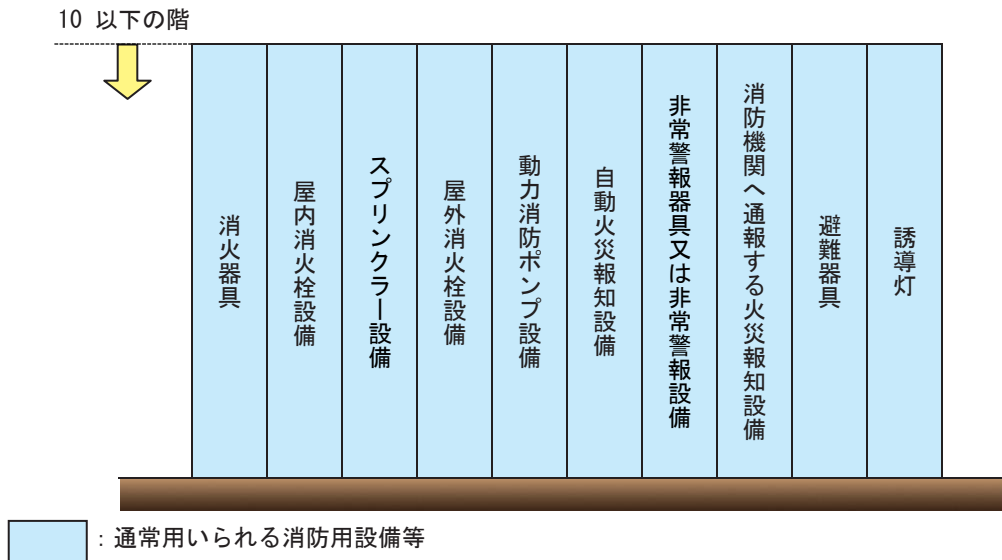 10 以下の階
消火器具
屋内消火栓設備
スプリンクラー設備
屋外消火栓設備
動力消防ポンプ設備
自動火災報知設備
非常警報器具又は非常警報設備
消防機関へ通報する火災報知設備
避難器具
誘導灯
：通常用いられる消防用設備等